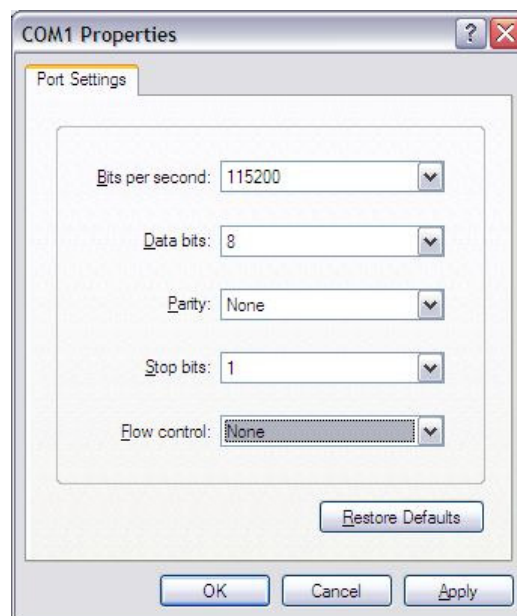 COM1 Properties
Port Settings
Bits per second: 115200
Data bits: 8
Parity: None
Stop bits: 1
Flow control: None
Restore Defaults
OK Cancel Apply